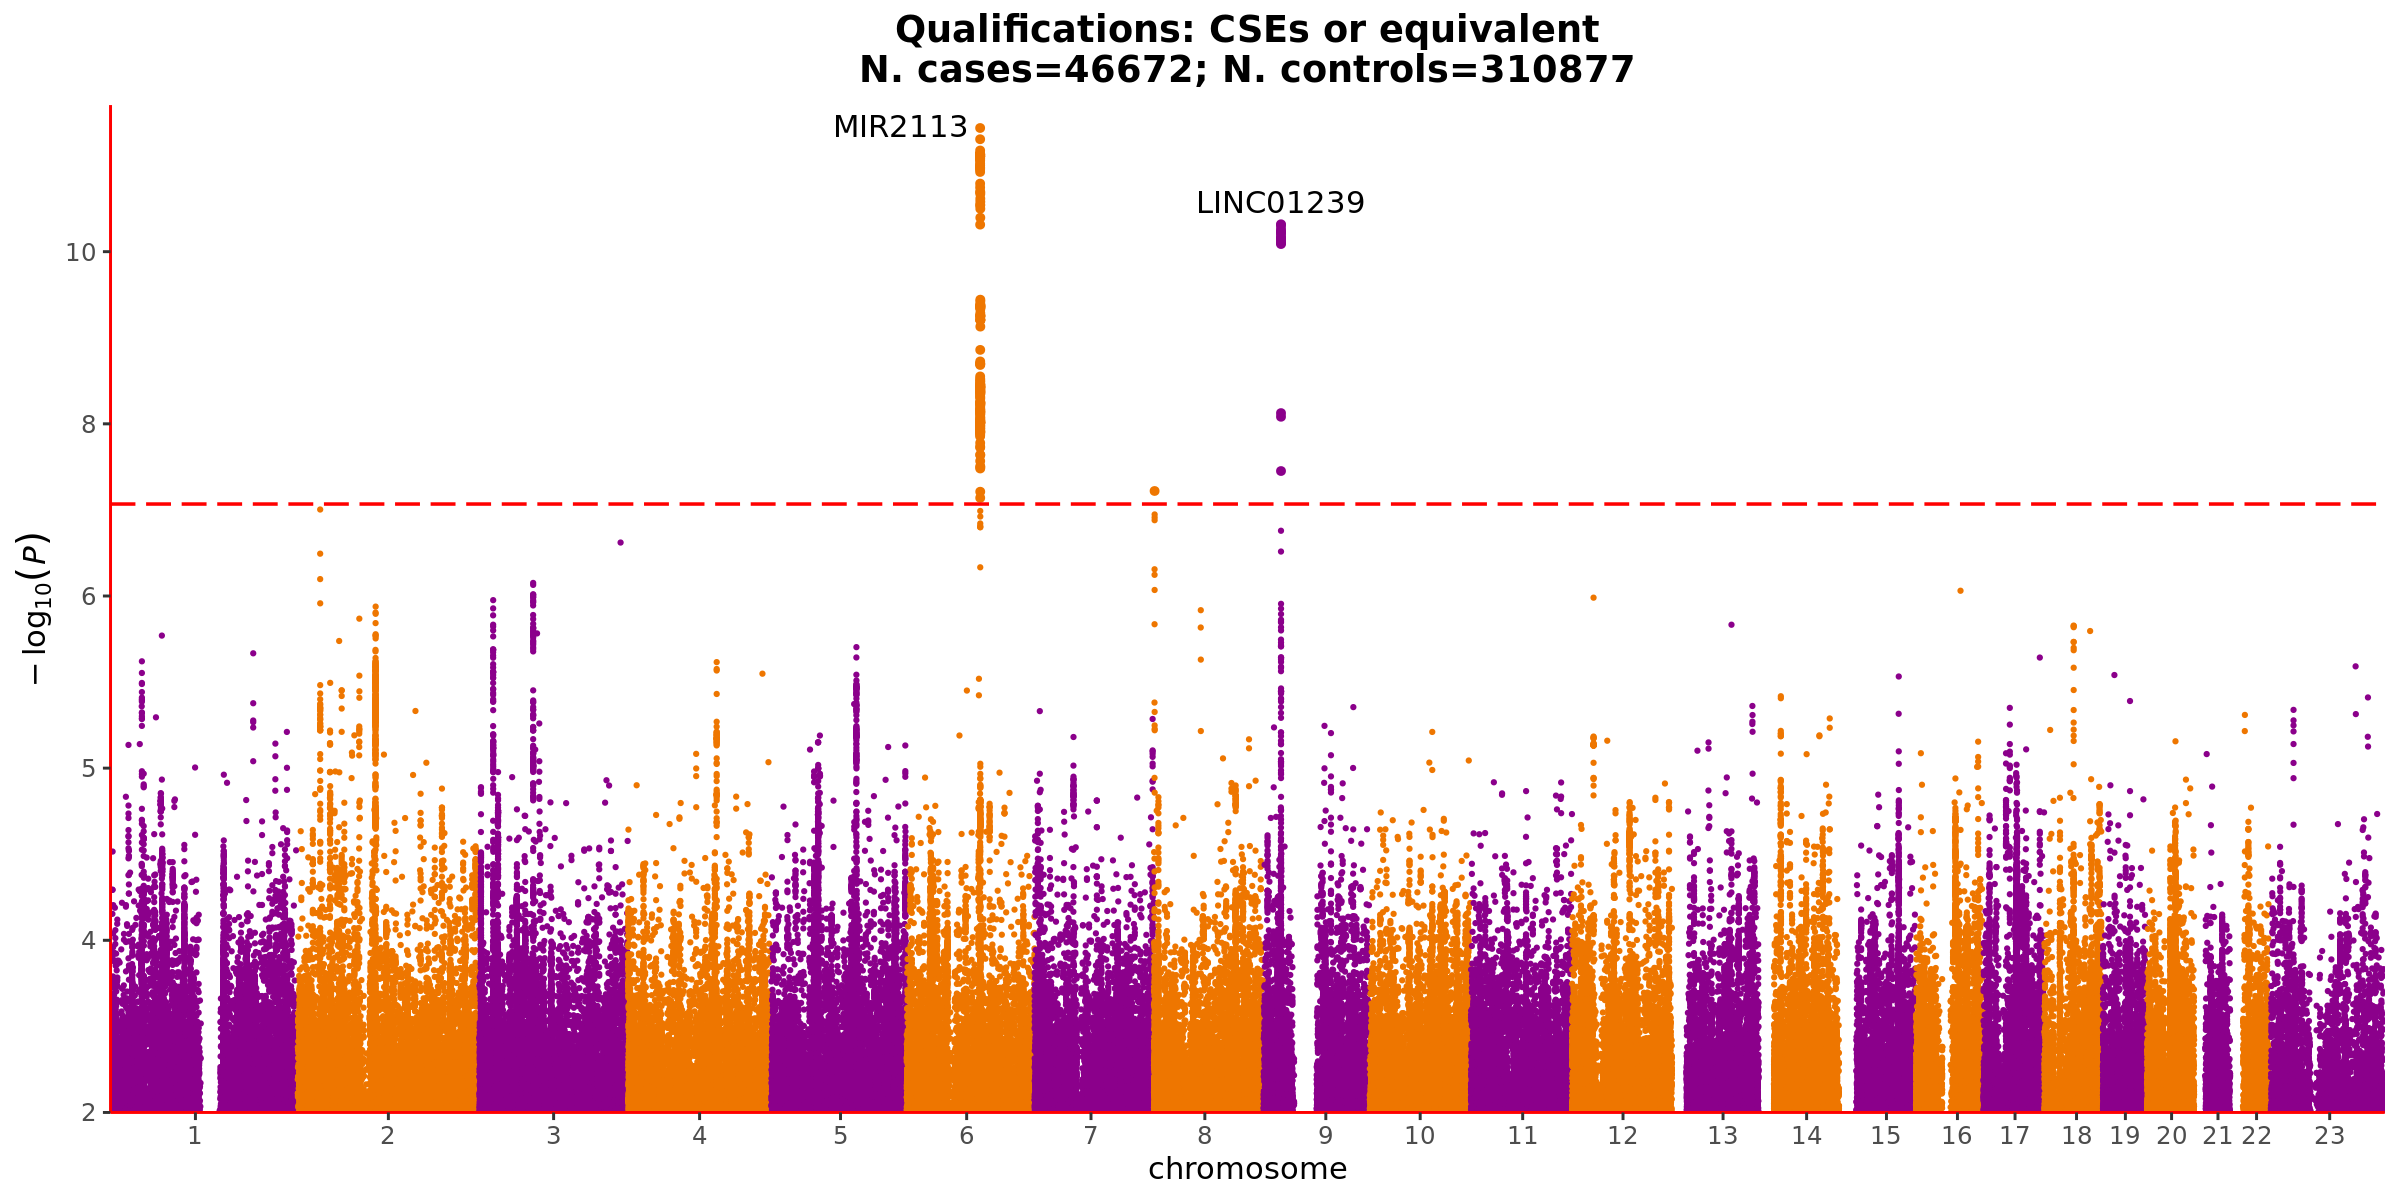 Qualifications: CSEs or equivalent
N. cases=46672; N. controls=310877
MIR2113
LINC01239
10
8
6
5
4
2
−log10(P)
1 2 3 4 5 6 7 8 9 10 11 12 13 14 15 16 17 18 19 20 21 22 23
chromosome